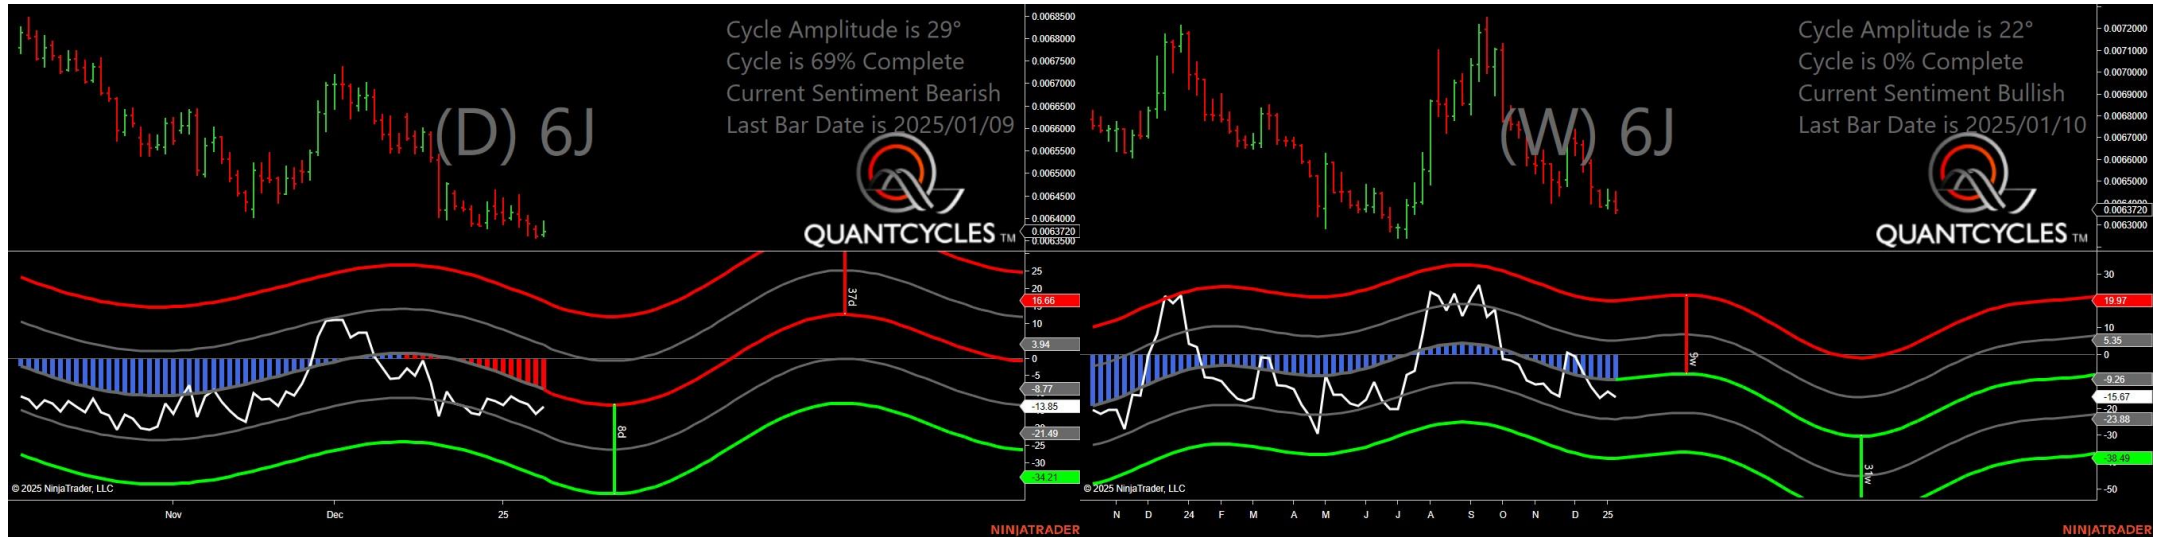 Cycle Amplitude is 29°
Cycle is 69% Complete
Current Sentiment Bearish
Last Bar Date is 2025/01/09
(D) 6J
QUANTCYCLES TM
0.0068500
0.0068000
0.0067500
0.0067000
0.0066500
0.0066000
0.0065500
0.0065000
0.0064500
0.0064000
0.0063720
0.0063500
25
20
16.66
10
3.94
0
-5
-8.77
-13.85
-21.49
-25
-30
-34.21
37d
8d
© 2025 NinjaTrader, LLC
Nov
Dec
25
NINJATRADER
Cycle Amplitude is 22°
Cycle is 0% Complete
Current Sentiment Bullish
Last Bar Date is 2025/01/10
(W) 6J
QUANTCYCLES TM
0.0072000
0.0071000
0.0070000
0.0069000
0.0068000
0.0067000
0.0066000
0.0065000
0.0063720
0.0063000
30
19.97
10
5.35
0
-9.26
-15.67
-20
-23.88
-30
-38.49
-50
9w
31w
© 2025 NinjaTrader, LLC
N D 24 F M A M J J A S O N D 25
NINJATRADER